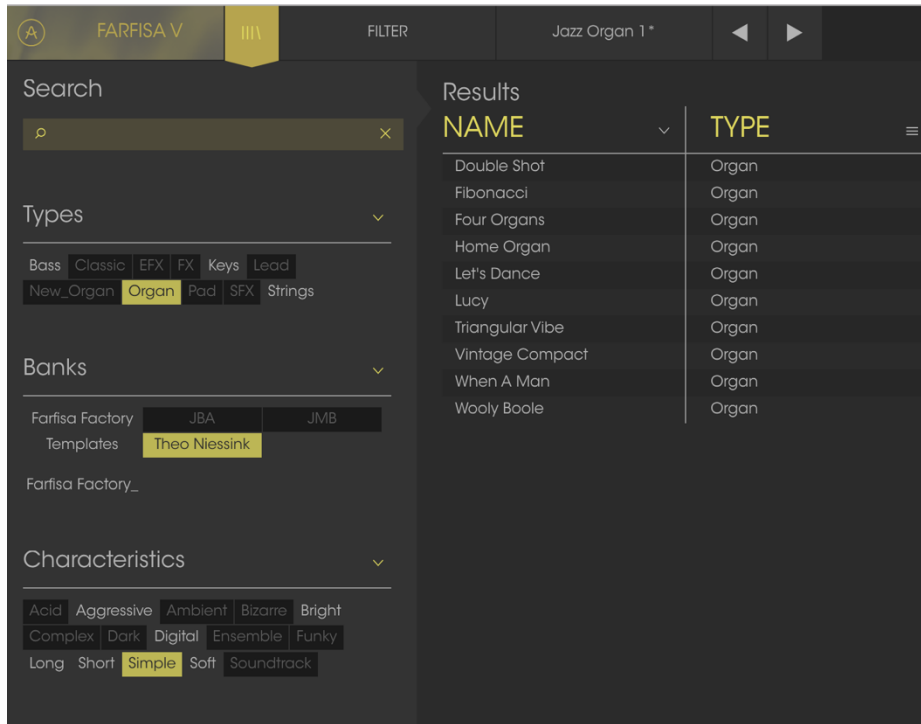 FARFISA V FILTER Jazz Organ 1*
Search
Types
Bass Classic EFX FX Keys Lead
New_Organ Organ Pad SFX Strings
Banks
Farfisa Factory JBA JMB
Templates Theo Niessink
Farfisa Factory_
Characteristics
Acid Aggressive Ambient Bizarre Bright
Complex Dark Digital Ensemble Funky
Long Short Simple Soft Soundtrack
Results
NAME TYPE
Double Shot Organ
Fibonacci Organ
Four Organs Organ
Home Organ Organ
Let's Dance Organ
Lucy Organ
Triangular Vibe Organ
Vintage Compact Organ
When A Man Organ
Wooly Boole Organ